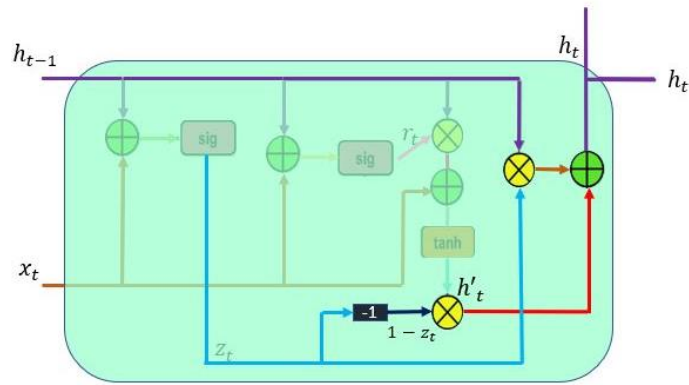 h_t
h_{t-1}
h_t
sig
sig
r_t
tanh
x_t
h'_t
-1
1 - z_t
z_t